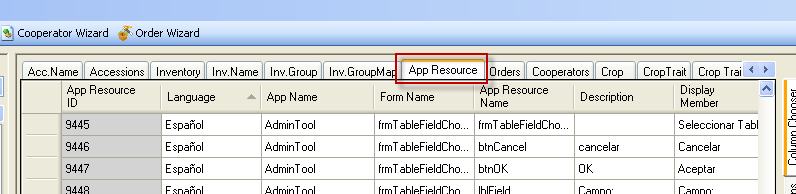 Cooperator Wizard Order Wizard
Acc.Name Accessions Inventory Inv.Name Inv.Group Inv.GroupMap App Resource Orders Cooperators Crop CropTrait Crop Trai
App Resource ID Language App Name Form Name App Resource Name Description Display Member
9445 Español AdminTool frmTableFieldCho... frmTableFieldCho... Seleccionar Tabl
9446 Español AdminTool frmTableFieldCho... btnCancel cancelar Cancelar
9447 Español AdminTool frmTableFieldCho... btnOK OK Aceptar
9448 Español AdminTool frmTableFieldCho... lblField Campo: Campo:
Column Chooser